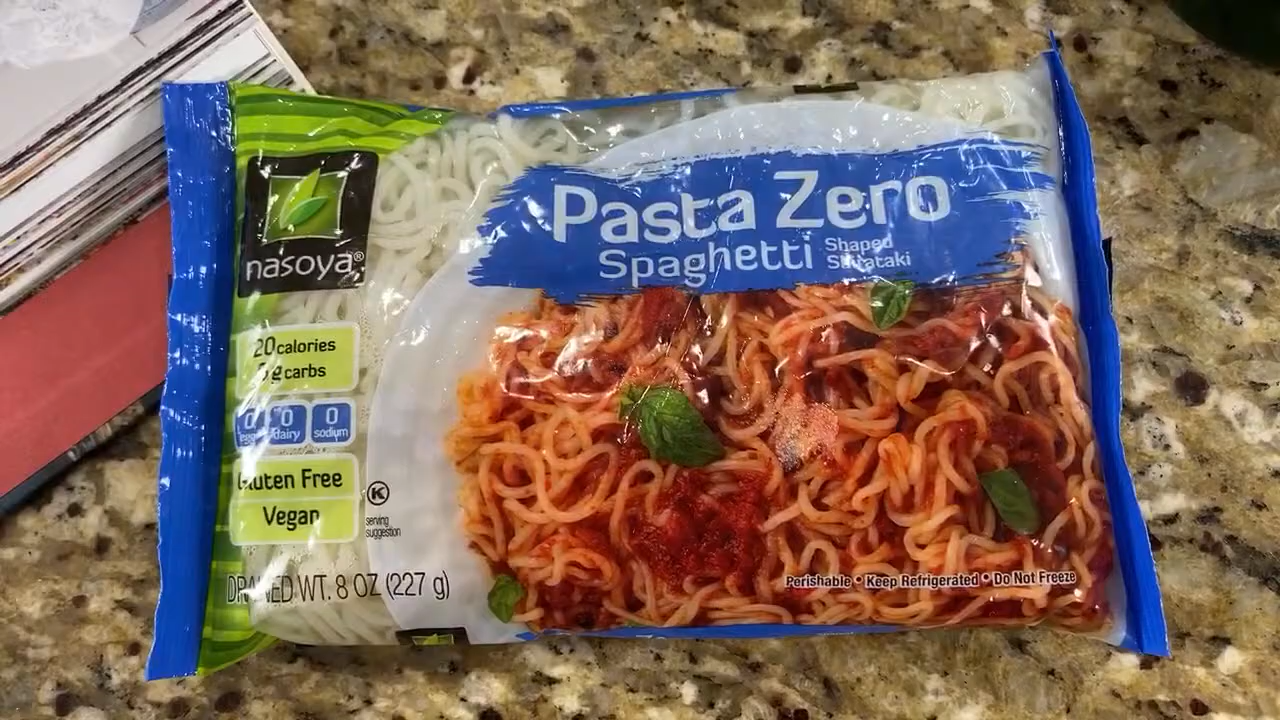 nasoya®
Pasta Zero
Spaghetti
Shaped
Shirataki
20 calories
g carbs
0 0 0
dairy sodium
Gluten Free
Vegan
K
serving
suggestion
DRAINED WT. 8 OZ (227 g)
Perishable • Keep Refrigerated • Do Not Freeze